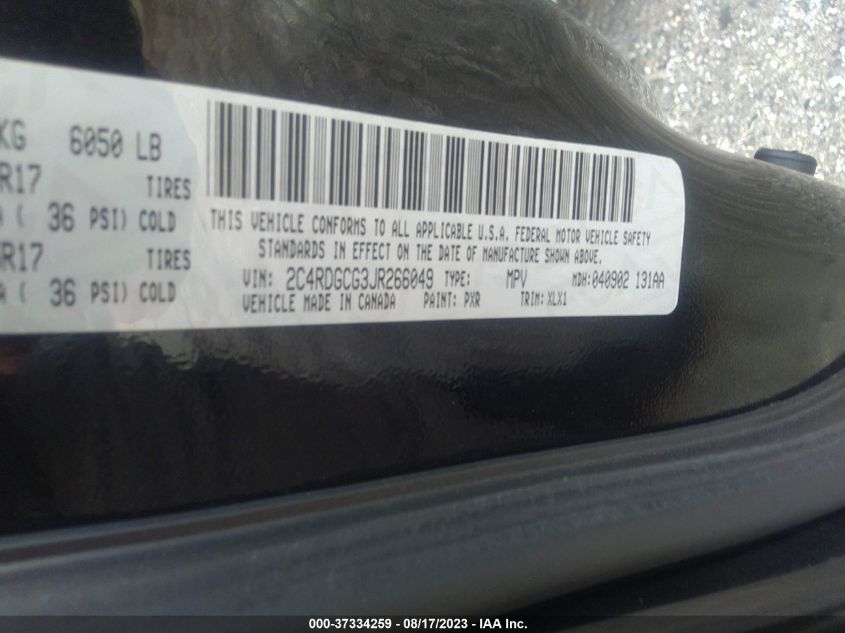 KG 6050 LB
R17 TIRES
( 36 PSI) COLD
R17 TIRES
A ( 36 PSI) COLD
THIS VEHICLE CONFORMS TO ALL APPLICABLE U.S.A. FEDERAL MOTOR VEHICLE SAFETY
STANDARDS IN EFFECT ON THE DATE OF MANUFACTURE SHOWN ABOVE.
VIN: 2C4RDGCG3JR266049 TYPE: MPV MDH:040902 131AA
VEHICLE MADE IN CANADA PAINT: PXR TRIM: XLX1
000-37334259 - 08/17/2023 - IAA Inc.